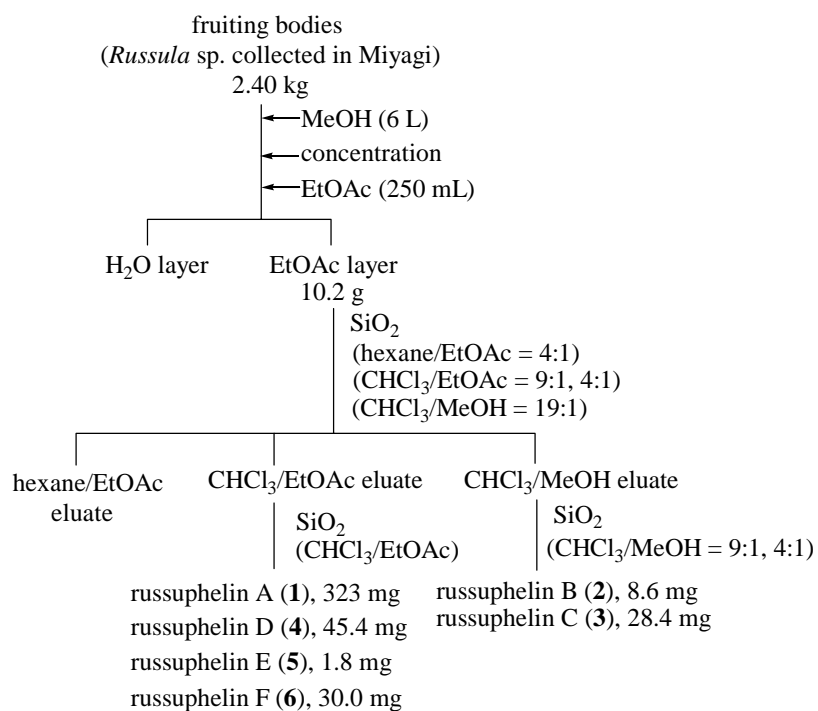 fruiting bodies
(Russula sp. collected in Miyagi)
2.40 kg
MeOH (6 L)
concentration
EtOAc (250 mL)
H₂O layer
EtOAc layer
10.2 g
SiO₂
(hexane/EtOAc = 4:1)
(CHCl₃/EtOAc = 9:1, 4:1)
(CHCl₃/MeOH = 19:1)
hexane/EtOAc
eluate
CHCl₃/EtOAc eluate
SiO₂
(CHCl₃/EtOAc)
CHCl₃/MeOH eluate
SiO₂
(CHCl₃/MeOH = 9:1, 4:1)
russuphelin A (1), 323 mg
russuphelin D (4), 45.4 mg
russuphelin E (5), 1.8 mg
russuphelin F (6), 30.0 mg
russuphelin B (2), 8.6 mg
russuphelin C (3), 28.4 mg